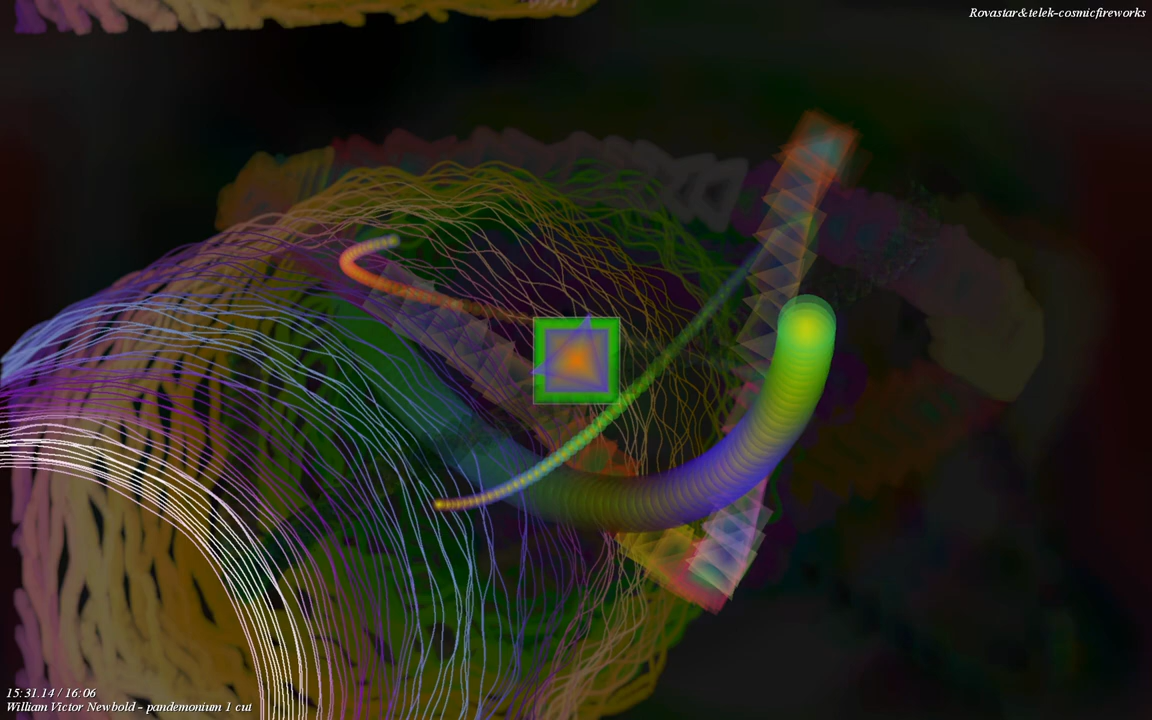 Rovastar&telek-cosmicfireworks
15:31.14 / 16:06
William Victor Newbold - pandemonium 1 cut